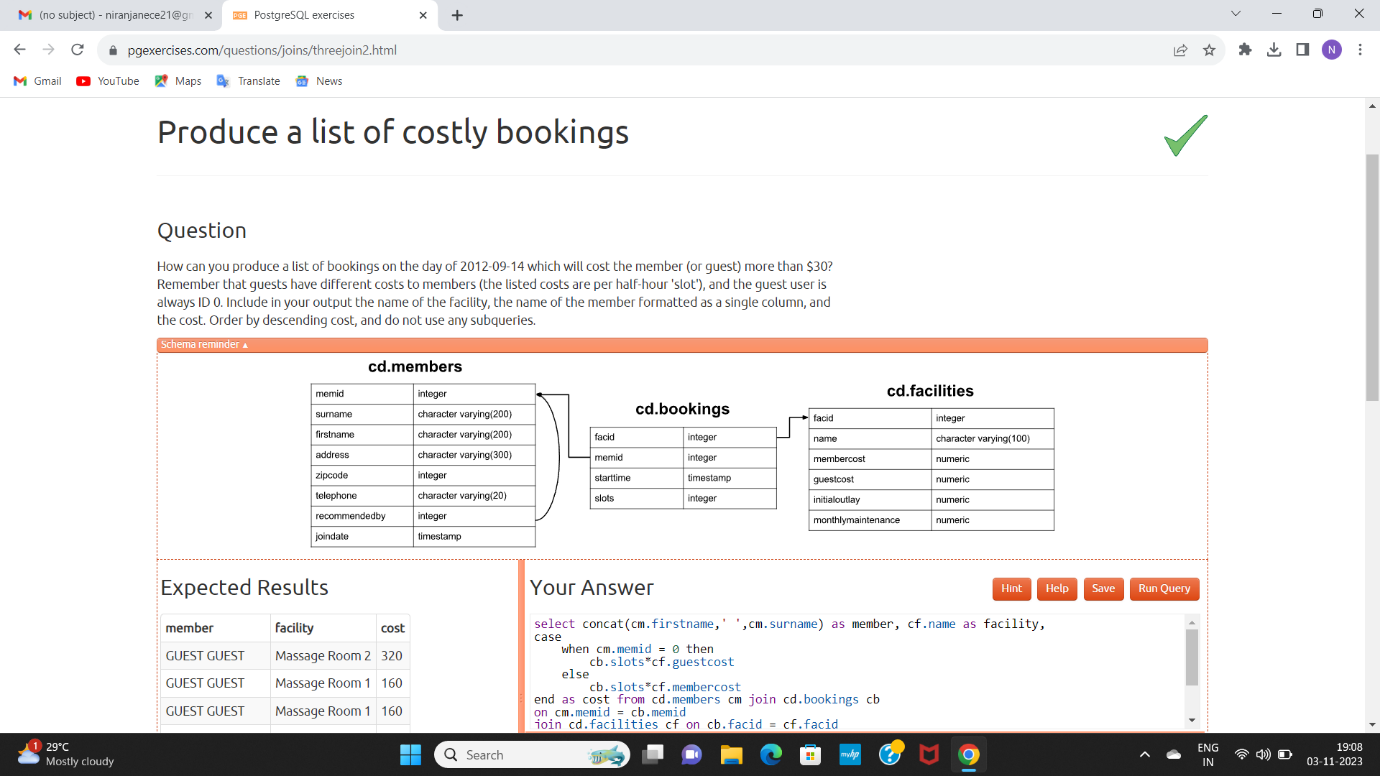 (no subject) - niranjanece21@gr
PostgreSQL exercises
pgexercises.com/questions/joins/threejoin2.html
N
Gmail YouTube Maps Translate News
Produce a list of costly bookings
Question
How can you produce a list of bookings on the day of 2012-09-14 which will cost the member (or guest) more than $30?
Remember that guests have different costs to members (the listed costs are per half-hour 'slot'), and the guest user is
always ID 0. Include in your output the name of the facility, the name of the member formatted as a single column, and
the cost. Order by descending cost, and do not use any subqueries.
Schema reminder ▲
cd.members
memid integer
surname character varying(200)
firstname character varying(200)
address character varying(300)
zipcode integer
telephone character varying(20)
recommendedby integer
joindate timestamp
cd.bookings
facid integer
memid integer
starttime timestamp
slots integer
cd.facilities
facid integer
name character varying(100)
membercost numeric
guestcost numeric
initialoutlay numeric
monthlymaintenance numeric
Expected Results
member facility cost
GUEST GUEST Massage Room 2 320
GUEST GUEST Massage Room 1 160
GUEST GUEST Massage Room 1 160
Your Answer
Hint Help Save Run Query
select concat(cm.firstname,' ',cm.surname) as member, cf.name as facility,
case
when cm.memid = 0 then
cb.slots*cf.guestcost
else
cb.slots*cf.membercost
end as cost from cd.members cm join cd.bookings cb
on cm.memid = cb.memid
join cd.facilities cf on cb.facid = cf.facid
1
29°C
Mostly cloudy
Search
myhp
ENG
IN
19:08
03-11-2023